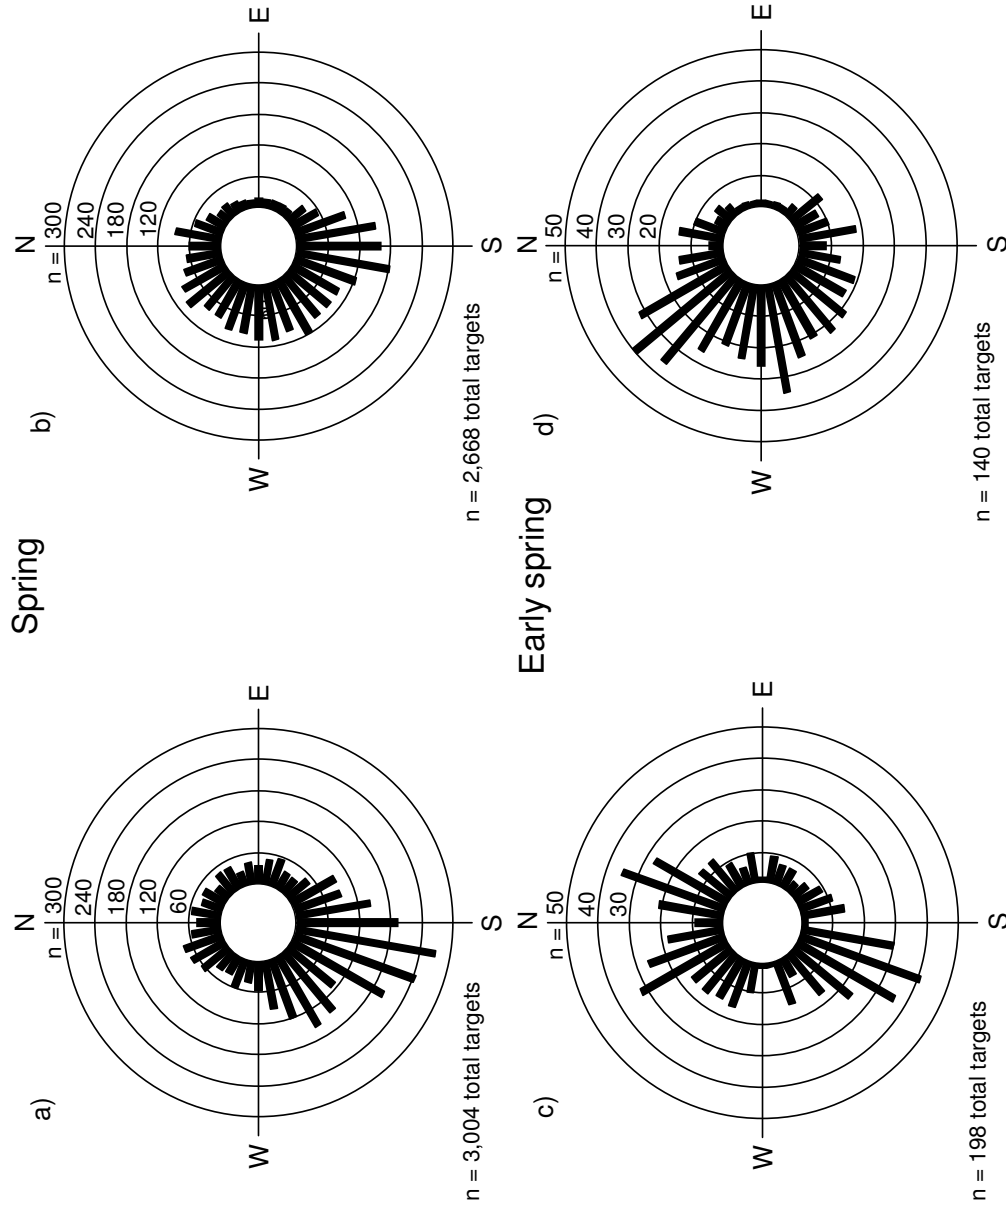 Spring
a)
N
n = 300
240
180
120
60
W
E
S
n = 3,004 total targets
b)
N
n = 300
240
180
120
W
E
S
n = 2,668 total targets
Early spring
c)
N
n = 50
40
30
W
E
S
n = 198 total targets
d)
N
n = 50
40
30
20
W
E
S
n = 140 total targets